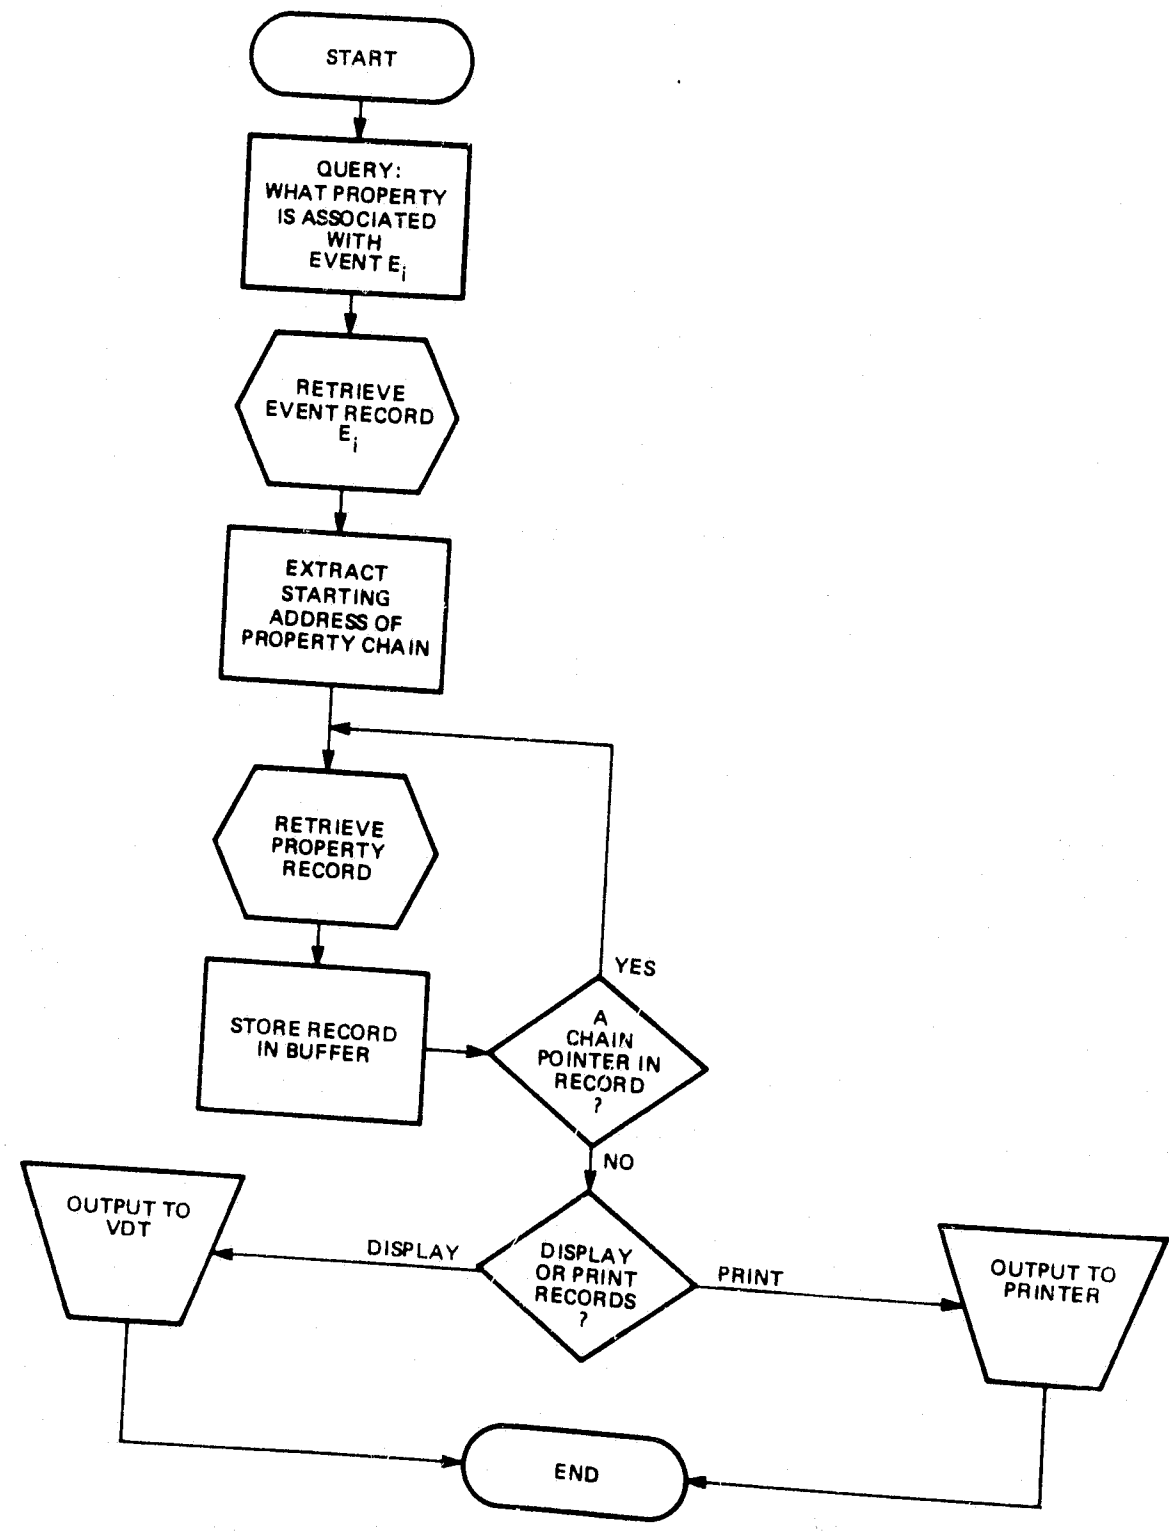 START
QUERY:
WHAT PROPERTY
IS ASSOCIATED
WITH
EVENT Ei
RETRIEVE
EVENT RECORD
Ei
EXTRACT
STARTING
ADDRESS OF
PROPERTY CHAIN
RETRIEVE
PROPERTY
RECORD
STORE RECORD
IN BUFFER
YES
A
CHAIN
POINTER IN
RECORD
?
NO
OUTPUT TO
VDT
DISPLAY
DISPLAY
OR PRINT
RECORDS
?
PRINT
OUTPUT TO
PRINTER
END